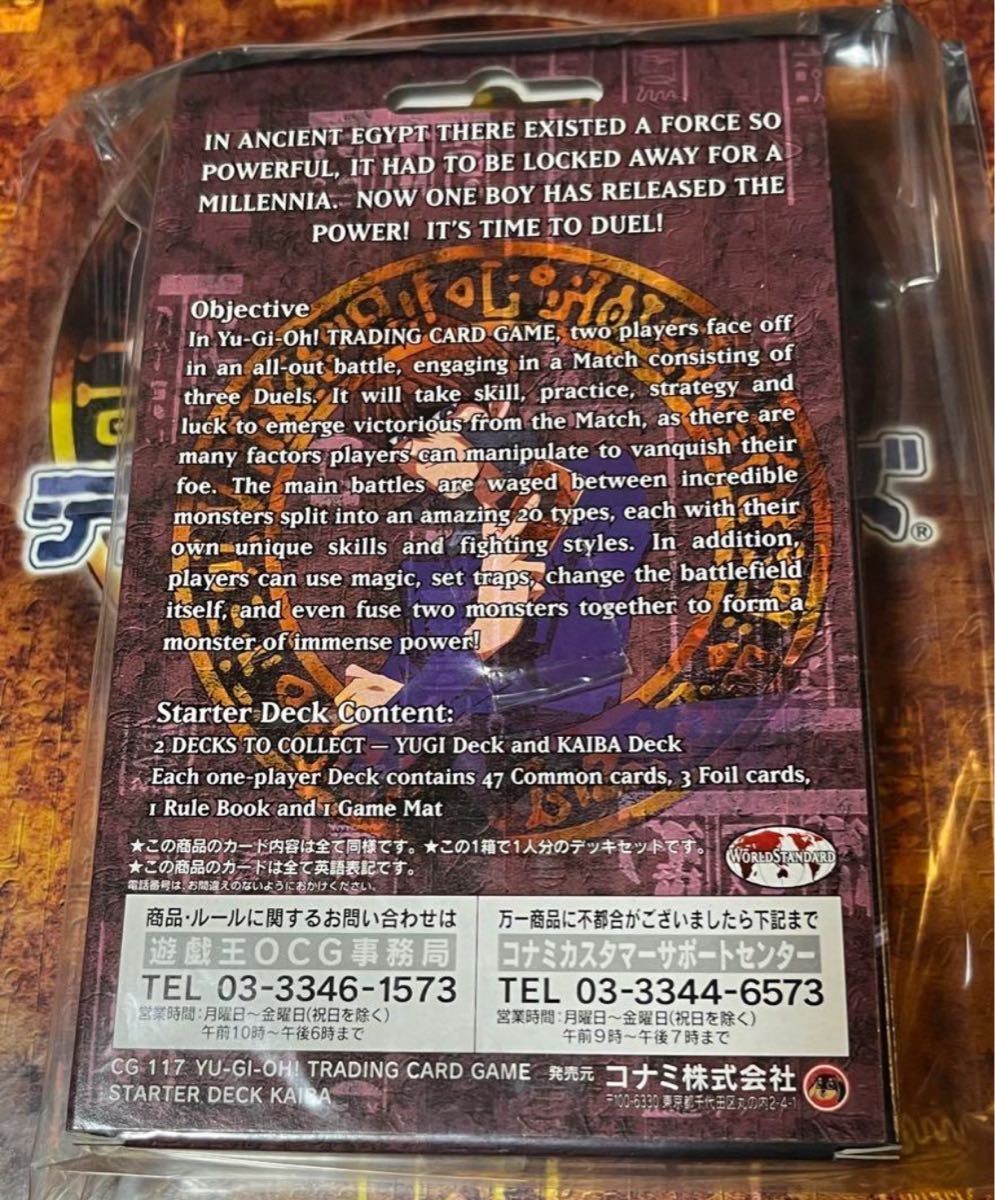 IN ANCIENT EGYPT THERE EXISTED A FORCE SO
POWERFUL, IT HAD TO BE LOCKED AWAY FOR A
MILLENNIA. NOW ONE BOY HAS RELEASED THE
POWER! IT'S TIME TO DUEL!
Objective
In Yu-Gi-Oh! TRADING CARD GAME, two players face off
in an all-out battle, engaging in a Match consisting of
three Duels. It will take skill, practice, strategy and
luck to emerge victorious from the Match, as there are
many factors players can manipulate to vanquish their
foe. The main battles are waged between incredible
monsters split into an amazing 20 types, each with their
own unique skills and fighting styles. In addition,
players can use magic, set traps, change the battlefield
itself, and even fuse two monsters together to form a
monster of immense power!
デ
ズ®
Starter Deck Content:
2 DECKS TO COLLECT — YUGI Deck and KAIBA Deck
Each one-player Deck contains 47 Common cards, 3 Foil cards,
1 Rule Book and 1 Game Mat
★この商品のカード内容は全て同様です。★この1箱で1人分のデッキセットです。
★この商品のカードは全て英語表記です。
電話番号は、お間違えのないようにおかけください。
WORLD STANDARD
商品・ルールに関するお問い合わせは
遊戯王OCG事務局
TEL 03-3346-1573
営業時間:月曜日〜金曜日(祝日を除く)
午前10時〜午後6時まで
万一商品に不都合がございましたら下記まで
コナミカスタマーサポートセンター
TEL 03-3344-6573
営業時間:月曜日〜金曜日(祝日を除く)
午前9時〜午後7時まで
CG 117 YU-GI-OH! TRADING CARD GAME
STARTER DECK KAIBA
発売元 コナミ株式会社
〒100-6330 東京都千代田区丸の内2-4-1